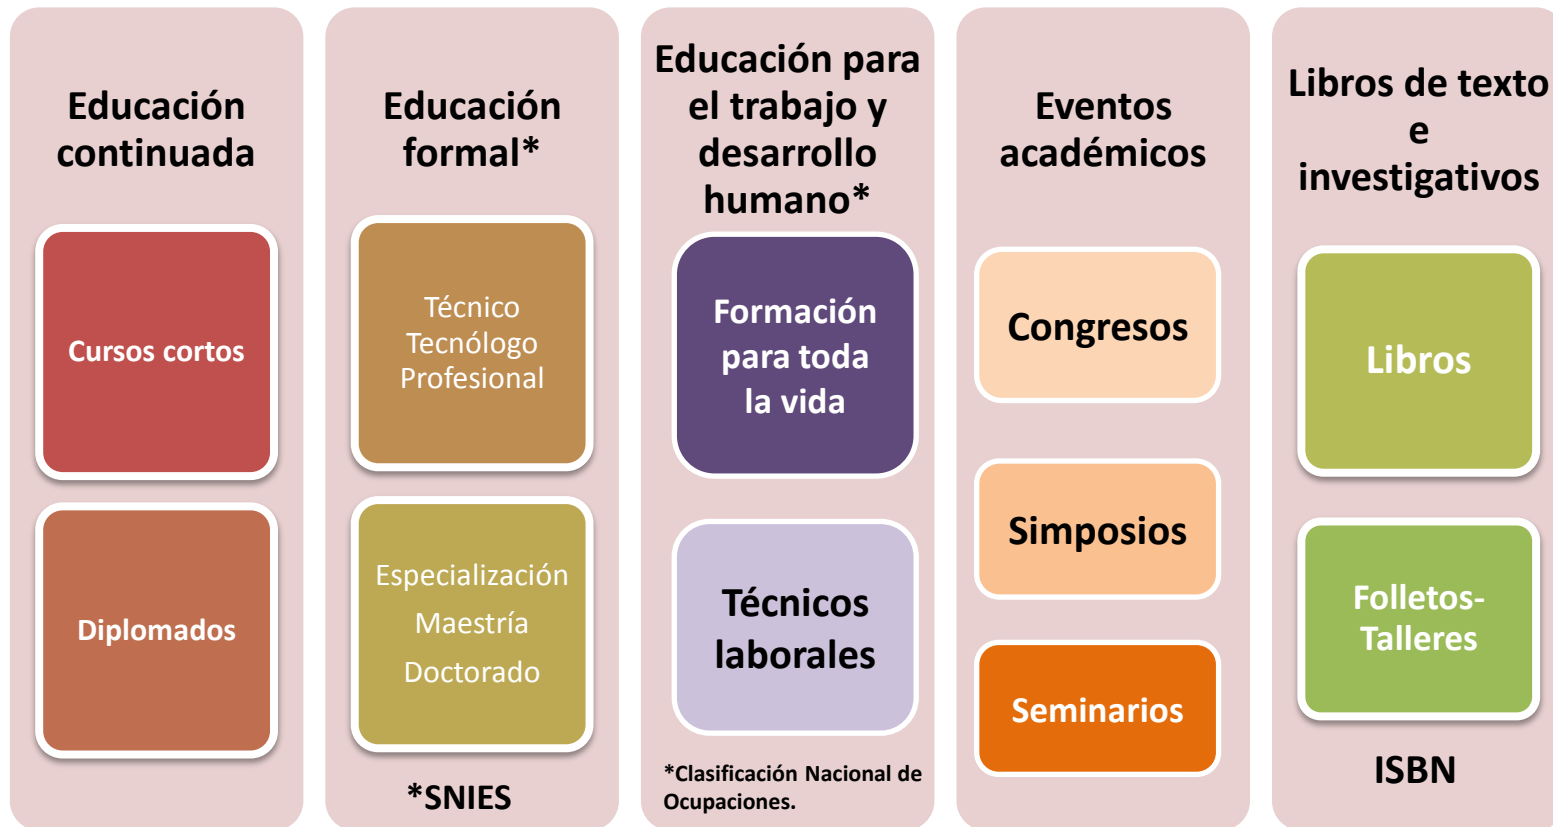 Educación
continuada
Cursos cortos
Diplomados
Educación
formal*
Técnico
Tecnólogo
Profesional
Especialización
Maestría
Doctorado
*SNIES
Educación para
el trabajo y
desarrollo
humano*
Formación
para toda
la vida
Técnicos
laborales
*Clasificación Nacional de
Ocupaciones.
Eventos
académicos
Congresos
Simposios
Seminarios
Libros de texto
e
investigativos
Libros
Folletos-
Talleres
ISBN